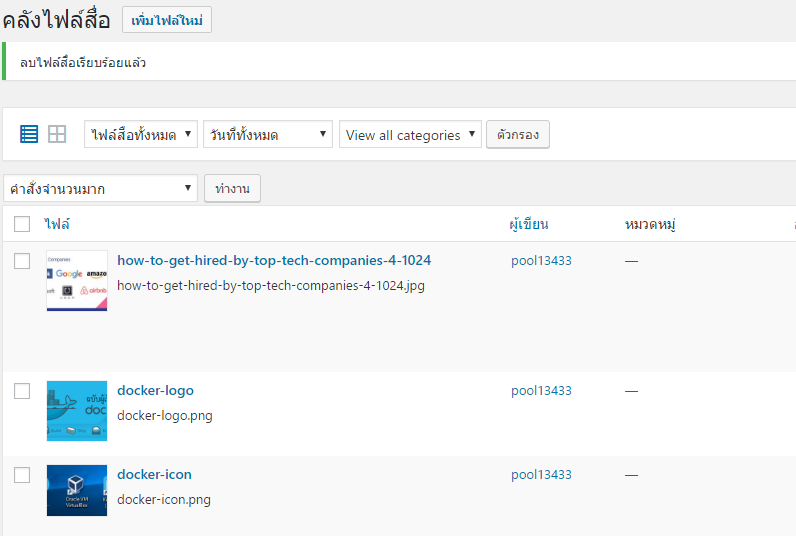 คลังไฟล์สื่อ เพิ่มไฟล์ใหม่
ลบไฟล์สื่อเรียบร้อยแล้ว
ไฟล์สื่อทั้งหมด วันที่ทั้งหมด View all categories ตัวกรอง
คำสั่งจำนวนมาก ทำงาน
ไฟล์ ผู้เขียน หมวดหมู่
how-to-get-hired-by-top-tech-companies-4-1024 pool13433 —
how-to-get-hired-by-top-tech-companies-4-1024.jpg
Companies
Google amazo
airbnb
docker-logo pool13433 —
docker-logo.png
doc
docker-icon pool13433 —
docker-icon.png
Oracle VM
VirtualBox